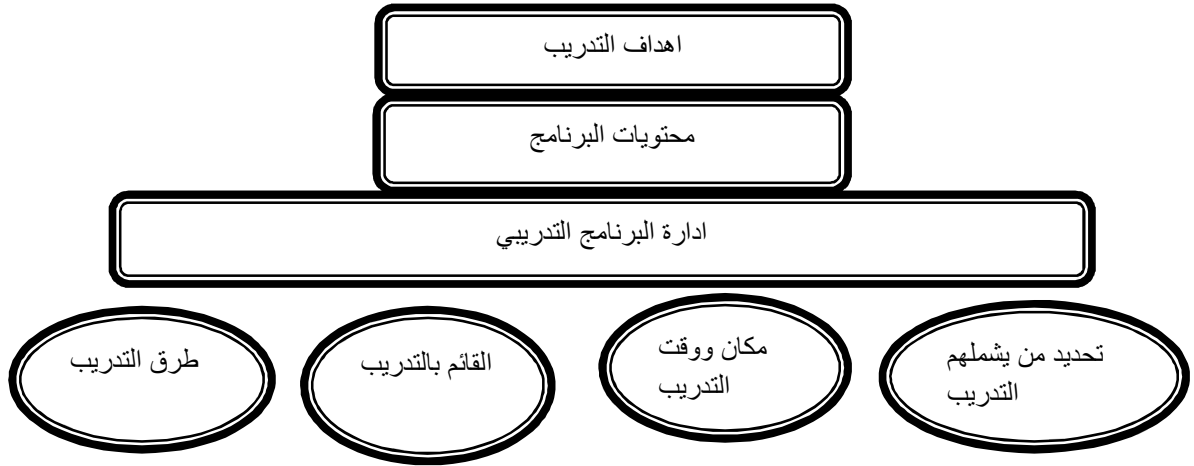 اهداف التدريب
محتويات البرنامج
ادارة البرنامج التدريبي
تحديد من يشملهم
التدريب
مكان ووقت
التدريب
القائم بالتدريب
طرق التدريب